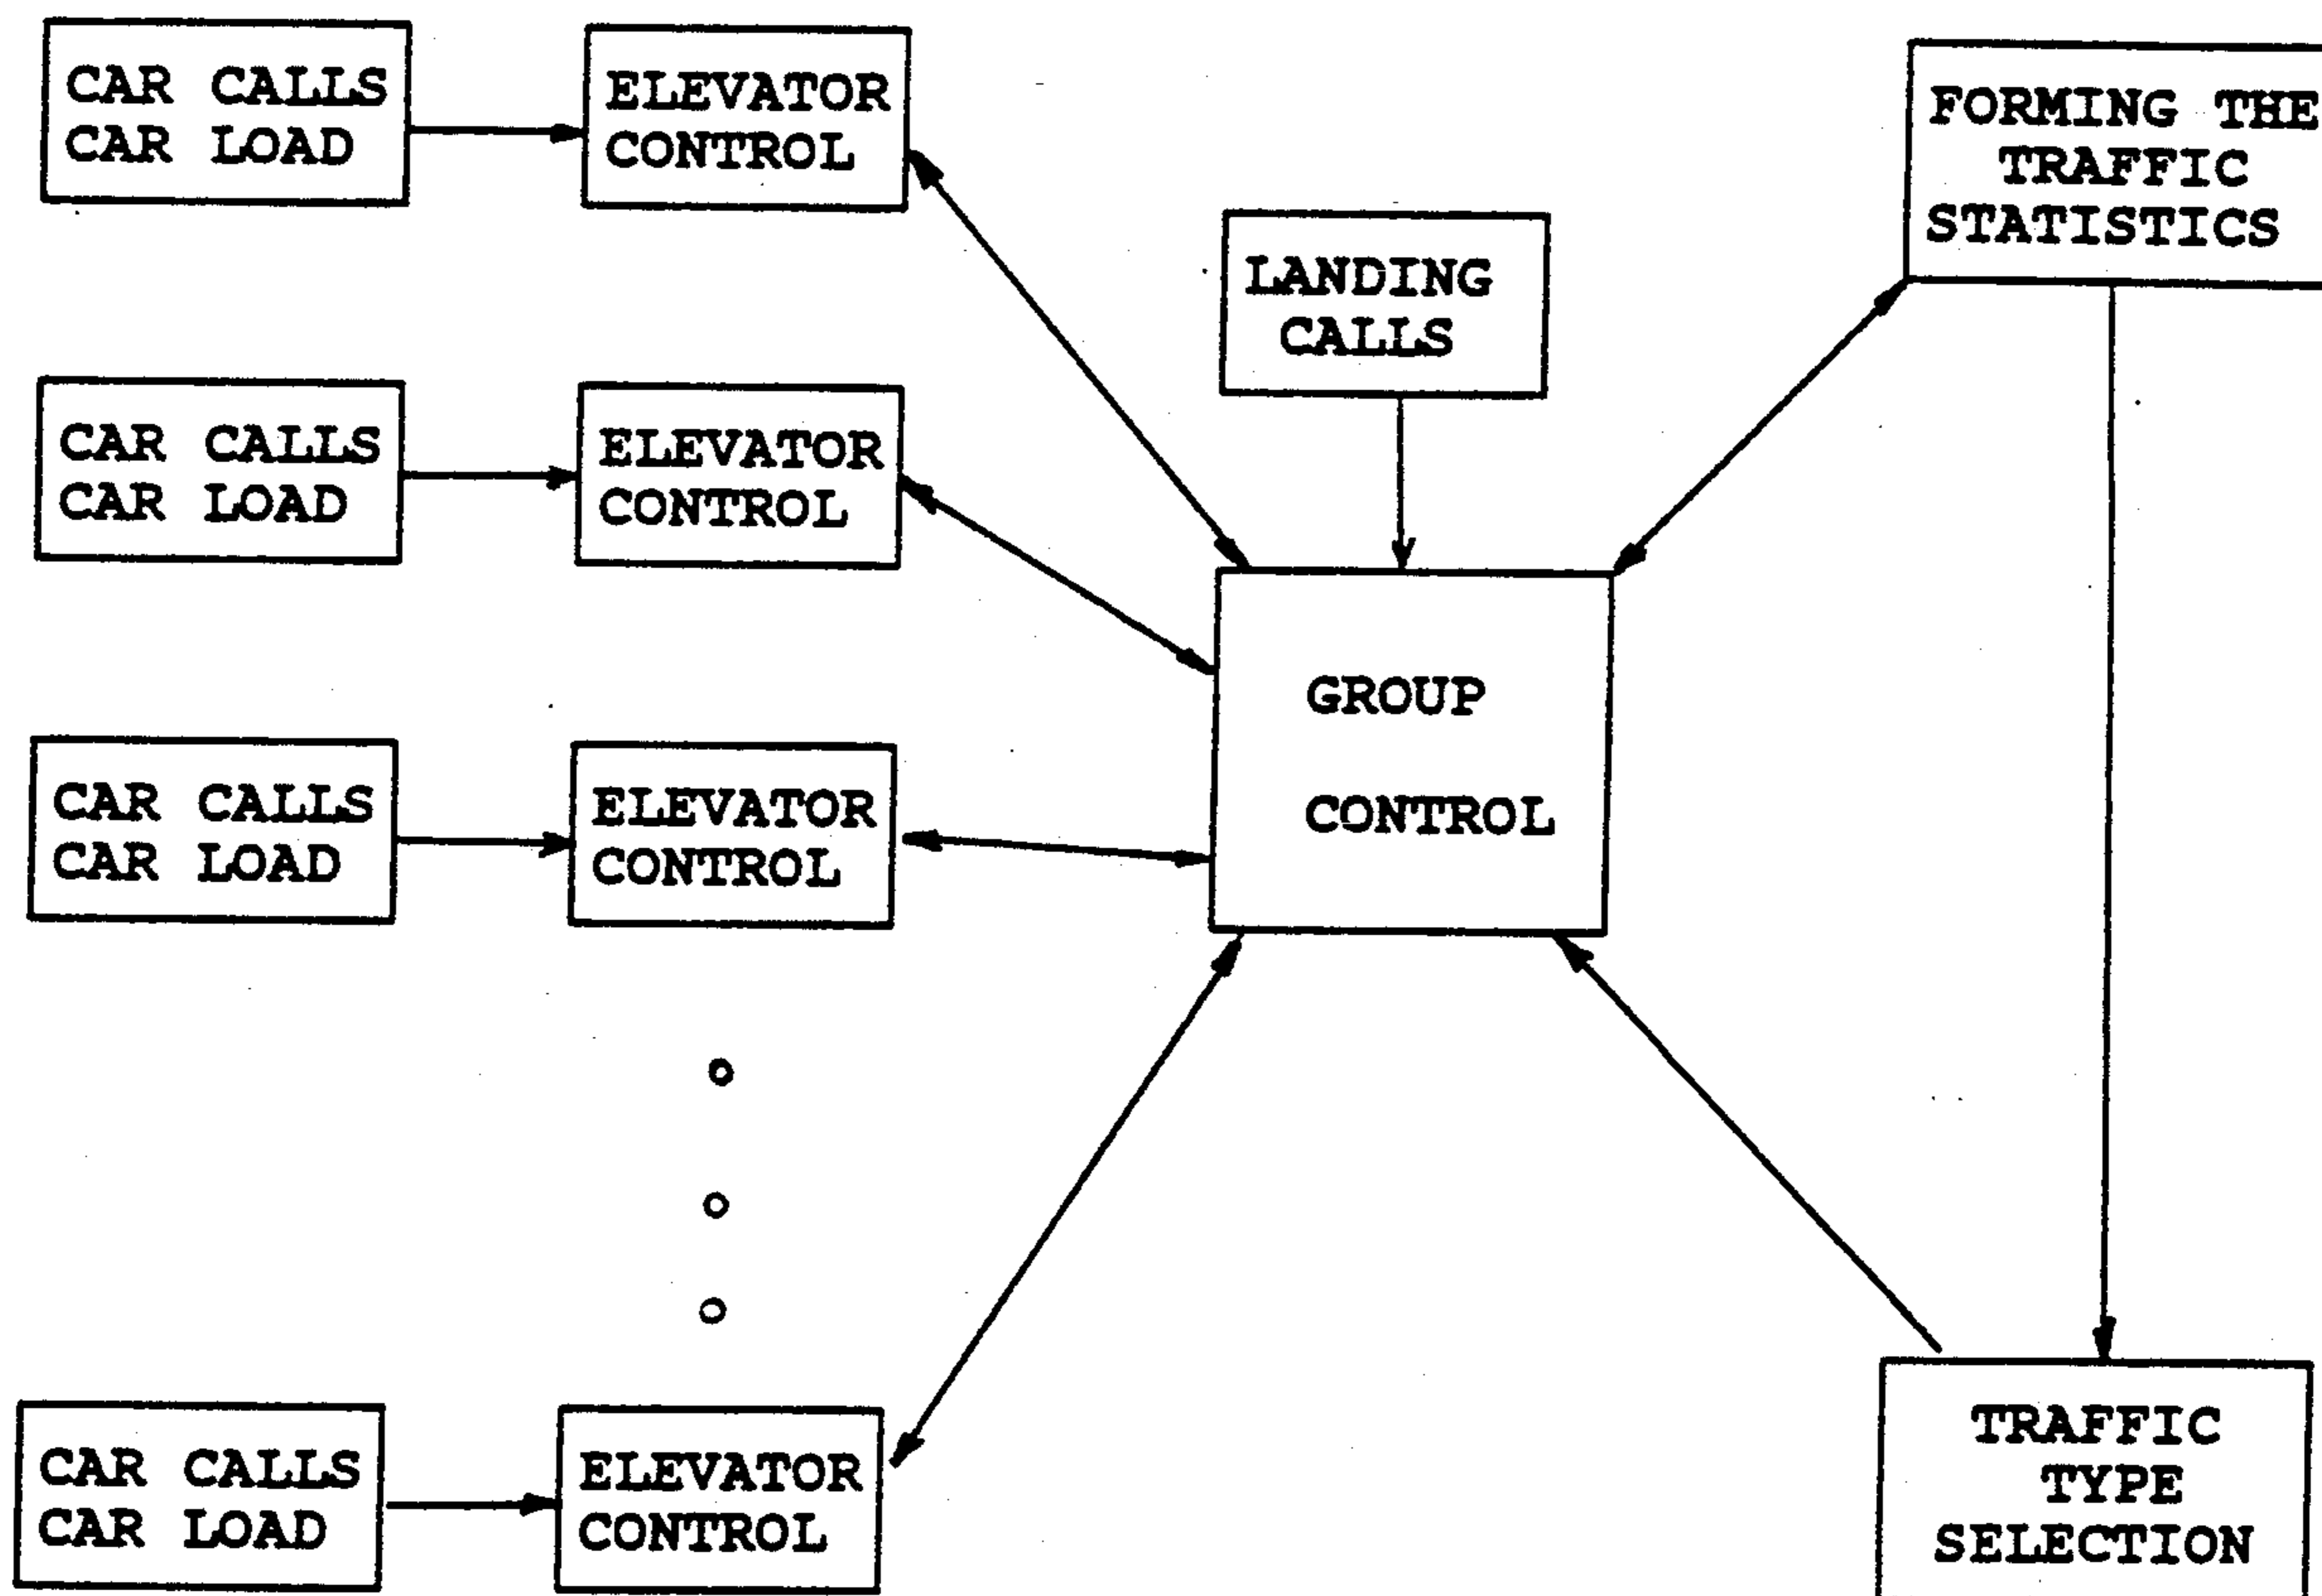 CAR CALLS
CAR LOAD
ELEVATOR
CONTROL
FORMING THE
TRAFFIC
STATISTICS
LANDING
CALLS
CAR CALLS
CAR LOAD
ELEVATOR
CONTROL
GROUP
CONTROL
CAR CALLS
CAR LOAD
ELEVATOR
CONTROL
CAR CALLS
CAR LOAD
ELEVATOR
CONTROL
TRAFFIC
TYPE
SELECTION